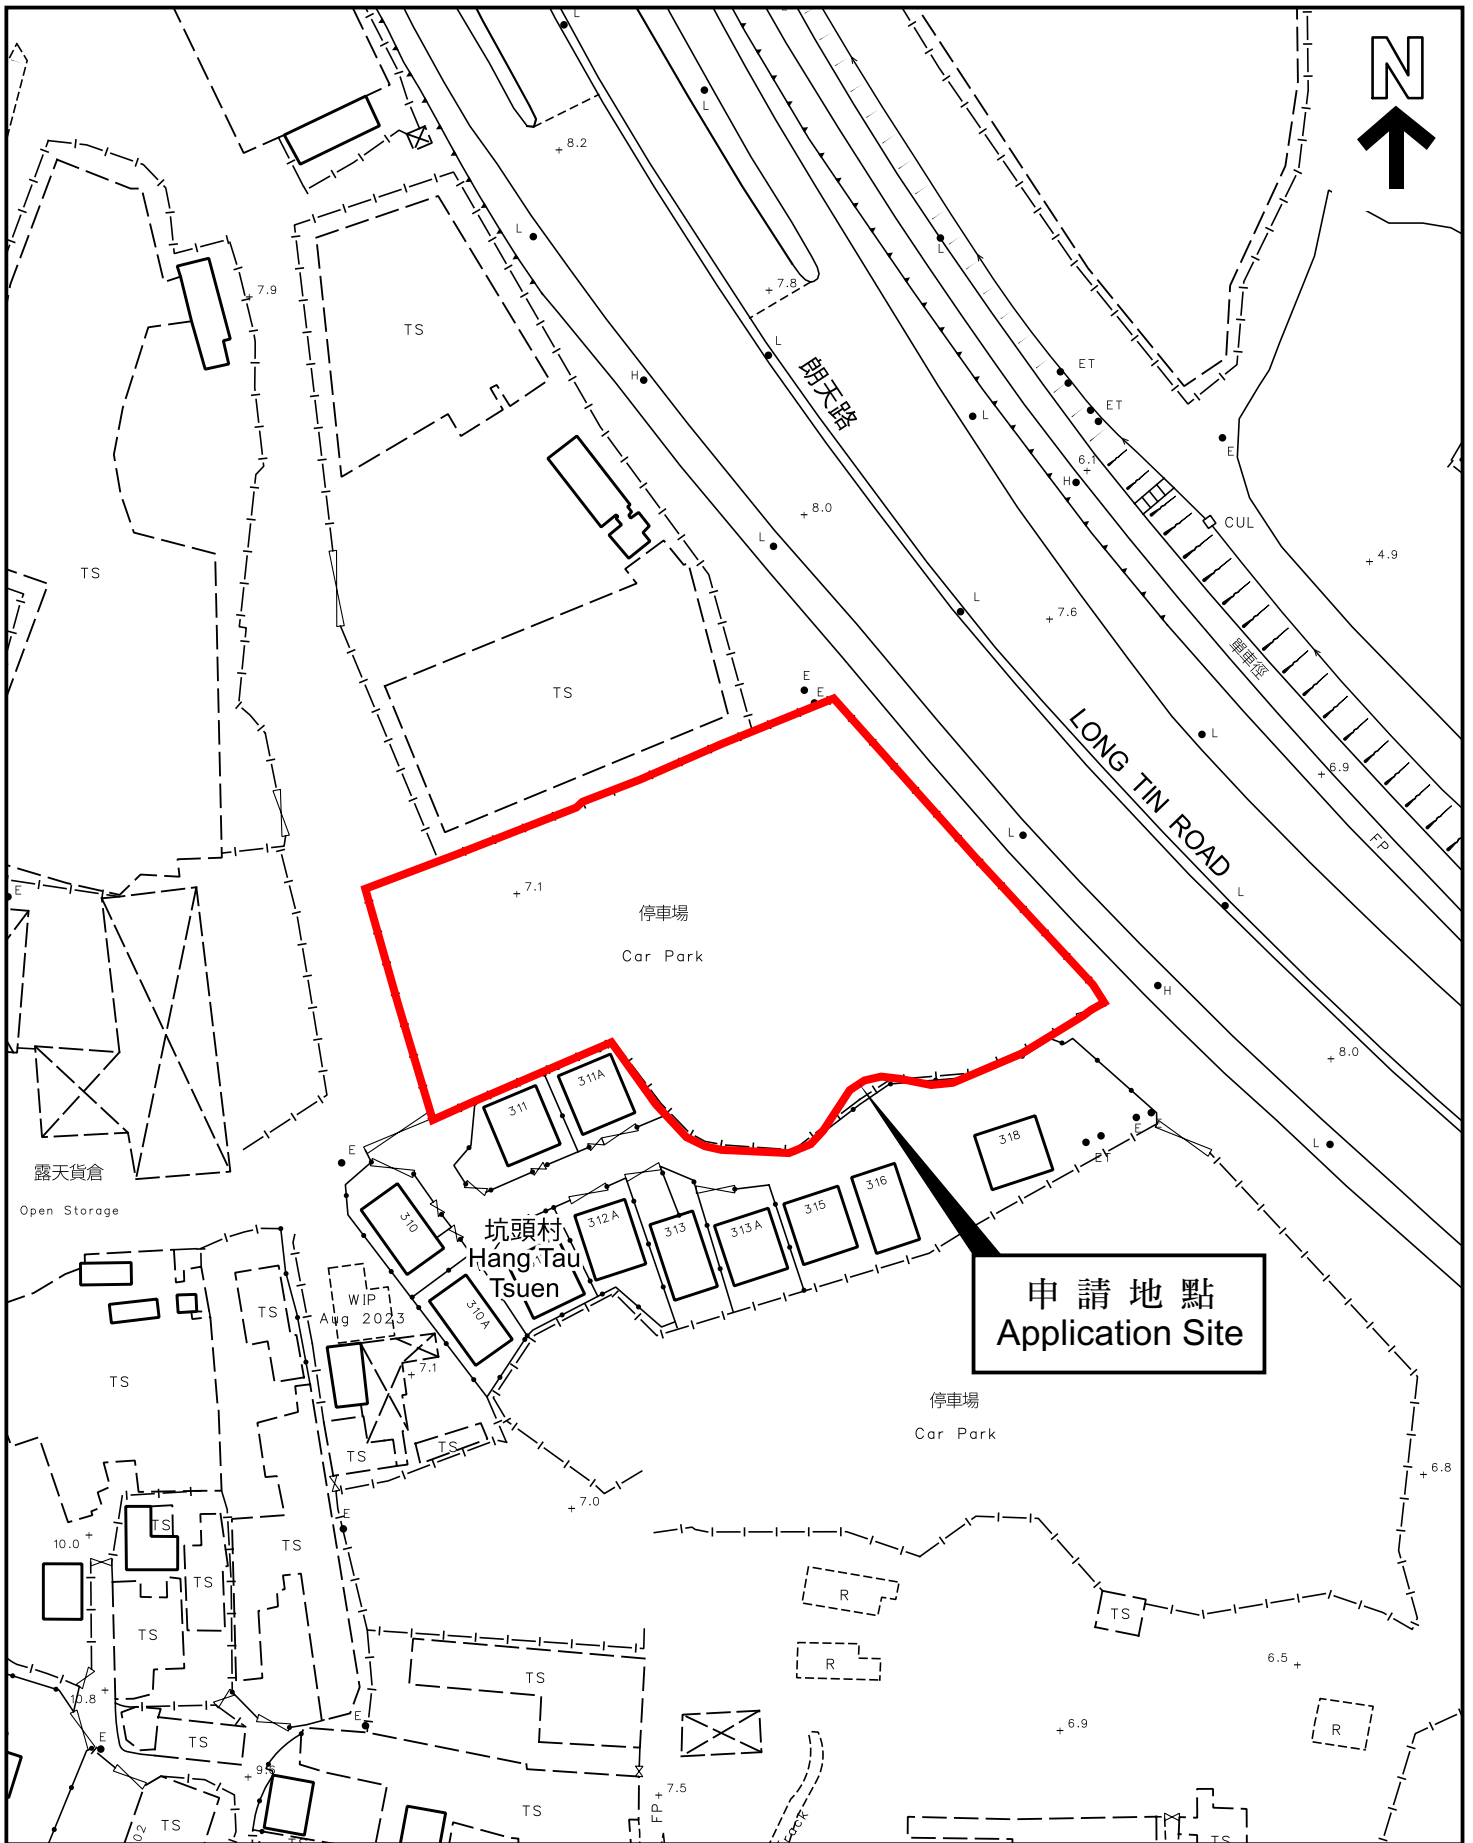 N
L
L
+ 8.2
L
L
+ 7.9
+ 7.8
TS
L
ET
H
朗天路
ET
L
E
6.1
+
H
+ 8.0
CUL
L
+ 4.9
TS
L
+ 7.6
單車徑
E
TS
E
LONG TIN ROAD
L
+ 6.9
L
FP
E
+ 7.1
L
停車場
Car Park
H
8.0
+
311A
311
318
E
E
L
ET
露天貨倉
Open Storage
310
316
315
312A
313
313A
坑頭村
Hang Tau
Tsuen
310A
WIP
Aug 2023
TS
申請地點
Application Site
+ 7.1
TS
停車場
Car Park
TS
TS
+ 6.8
+ 7.0
E
TS
10.0 +
TS
TS
R
TS
TS
R
TS
6.5 +
10.8 +
E
+ 6.9
R
E
TS
+ 9.6
FP
+ 7.5
TS
TS
TS
TS